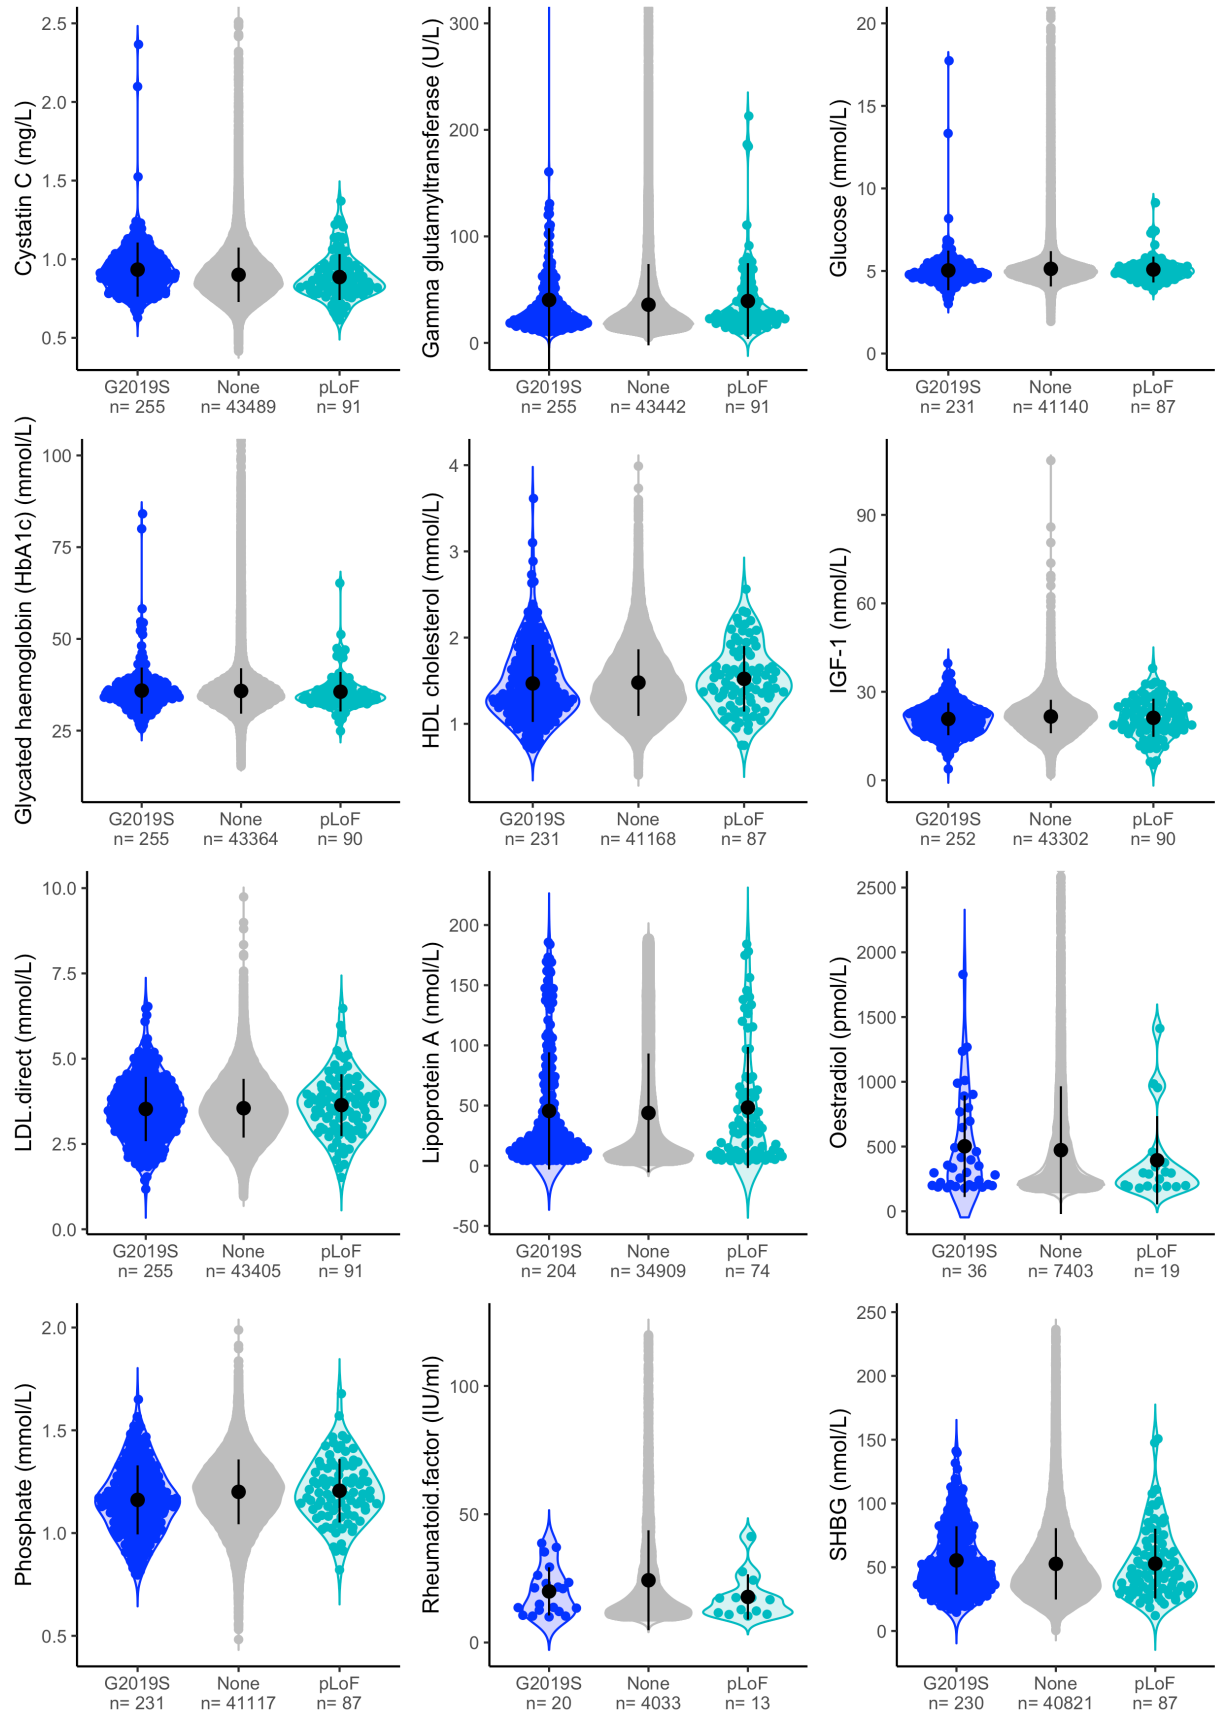 Cystatin C (mg/L)
2.5
2.0
1.5
1.0
0.5
G2019S None pLoF
n= 255 n= 43489 n= 91
Gamma glutamyltransferase (U/L)
300
200
100
0
G2019S None pLoF
n= 255 n= 43442 n= 91
Glucose (mmol/L)
20
15
10
5
0
G2019S None pLoF
n= 231 n= 41140 n= 87
Glycated haemoglobin (HbA1c) (mmol/L)
100
75
50
25
G2019S None pLoF
n= 255 n= 43364 n= 90
HDL cholesterol (mmol/L)
4
3
2
1
G2019S None pLoF
n= 231 n= 41168 n= 87
IGF-1 (nmol/L)
90
60
30
0
G2019S None pLoF
n= 252 n= 43302 n= 90
LDL.direct (mmol/L)
10.0
7.5
5.0
2.5
0.0
G2019S None pLoF
n= 255 n= 43405 n= 91
Lipoprotein A (nmol/L)
200
150
100
50
0
-50
G2019S None pLoF
n= 204 n= 34909 n= 74
Oestradiol (pmol/L)
2500
2000
1500
1000
500
0
G2019S None pLoF
n= 36 n= 7403 n= 19
Phosphate (mmol/L)
2.0
1.5
1.0
0.5
G2019S None pLoF
n= 231 n= 41117 n= 87
Rheumatoid.factor (IU/ml)
100
50
0
G2019S None pLoF
n= 20 n= 4033 n= 13
SHBG (nmol/L)
250
200
150
100
50
0
G2019S None pLoF
n= 230 n= 40821 n= 87